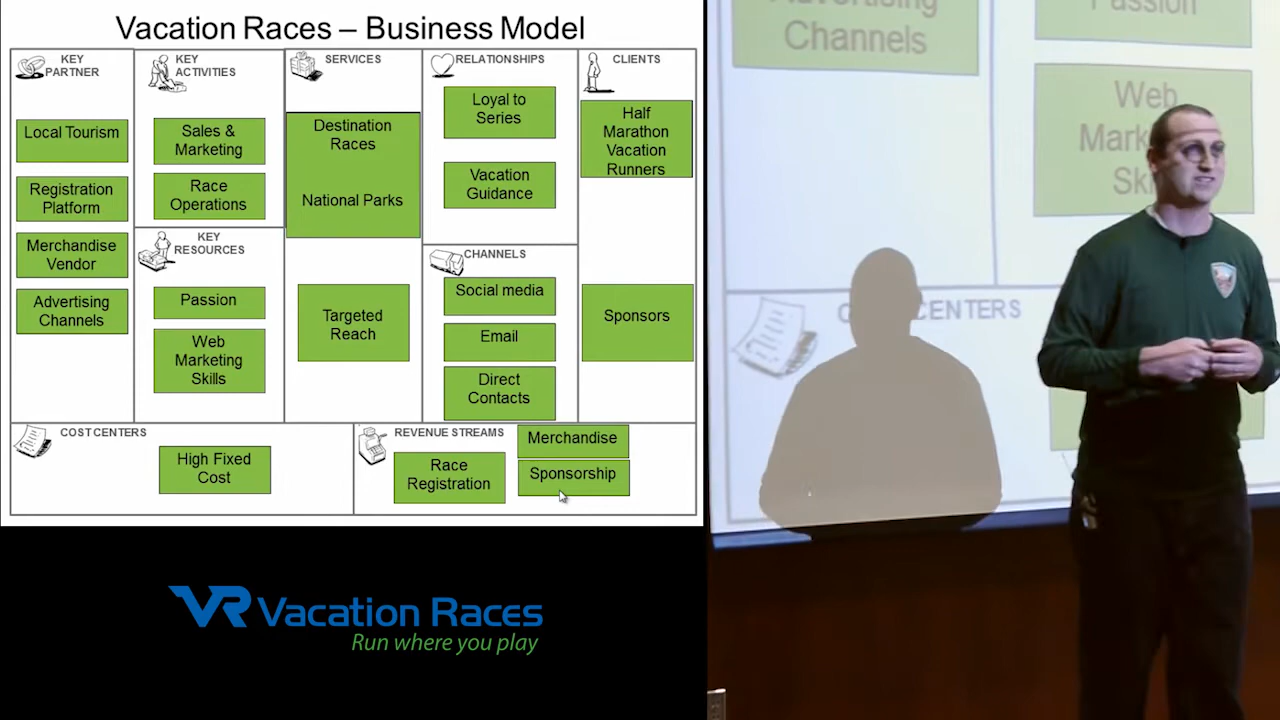 Vacation Races – Business Model
KEY
PARTNER
Local Tourism
Registration
Platform
Merchandise
Vendor
Advertising
Channels
KEY
ACTIVITIES
Sales &
Marketing
Race
Operations
KEY
RESOURCES
Passion
Web
Marketing
Skills
SERVICES
Destination
Races
National Parks
Targeted
Reach
RELATIONSHIPS
Loyal to
Series
Vacation
Guidance
CHANNELS
Social media
Email
Direct
Contacts
CLIENTS
Half
Marathon
Vacation
Runners
Sponsors
COST CENTERS
High Fixed
Cost
REVENUE STREAMS
Race
Registration
Merchandise
Sponsorship
VR Vacation Races
Run where you play
Advertising
Channels
Passion
Web